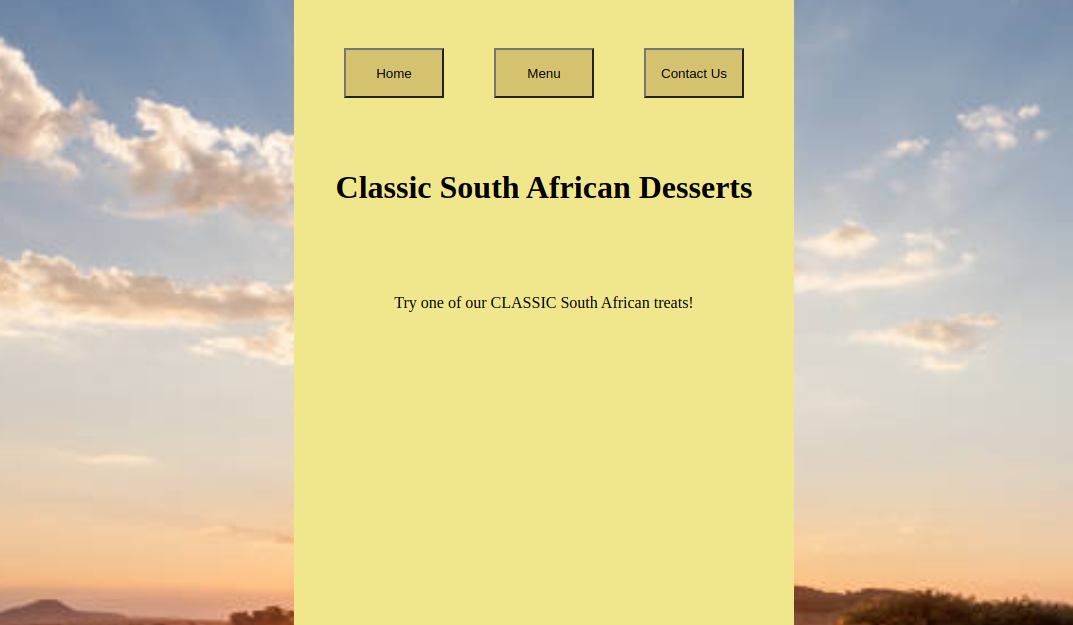 Home Menu Contact Us
Classic South African Desserts
Try one of our CLASSIC South African treats!